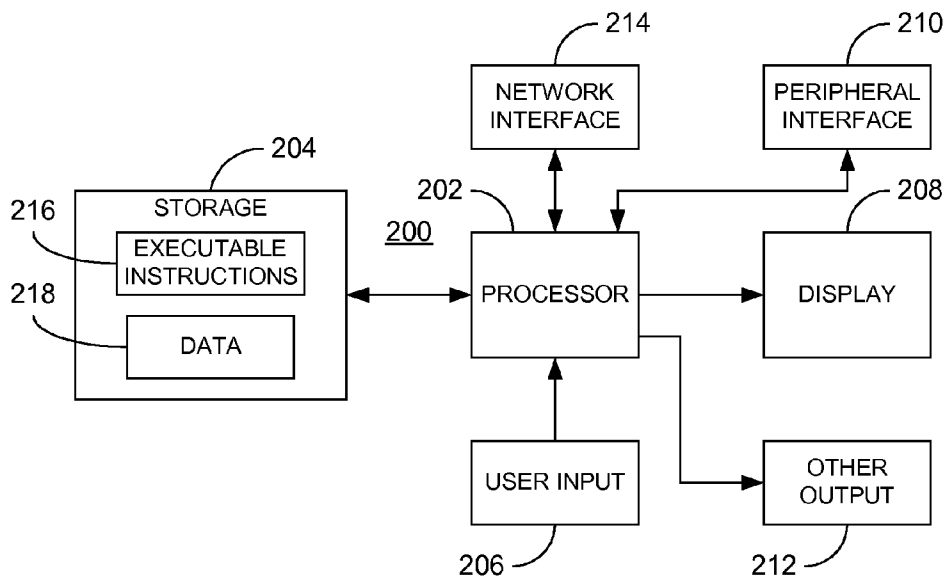 214
210
NETWORK
INTERFACE
PERIPHERAL
INTERFACE
204
202
208
216
STORAGE
200
EXECUTABLE
INSTRUCTIONS
218
PROCESSOR
DISPLAY
DATA
USER INPUT
OTHER
OUTPUT
206
212